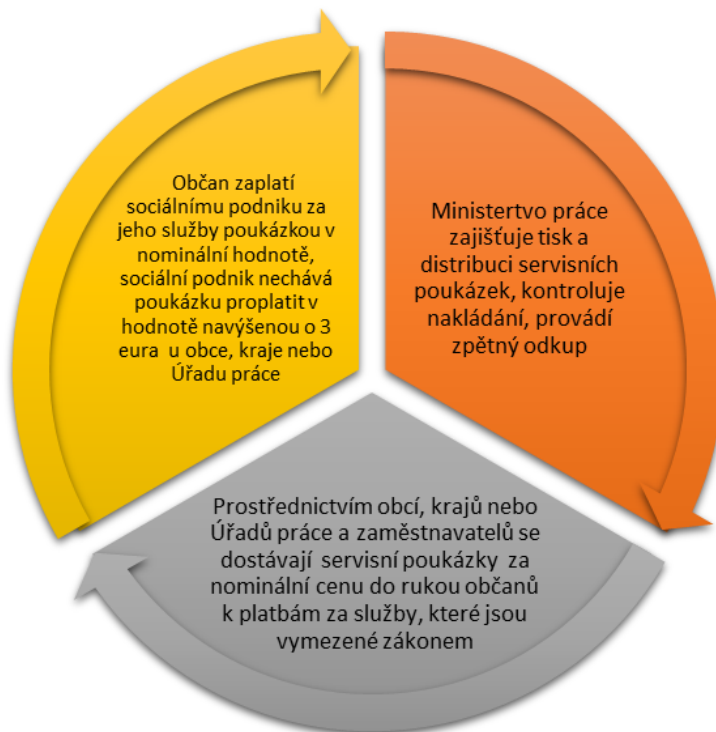 Občan zaplatí
sociálnímu podniku za
jeho služby poukázkou v
nominální hodnotě,
sociální podnik nechává
poukázku proplatit v
hodnotě navýšenou o 3
eura u obce, kraje nebo
Úřadu práce
Ministertvo práce
zajišťuje tisk a
distribuci servisních
poukázek, kontroluje
nakládání, provádí
zpětný odkup
Prostřednictvím obcí, krajů nebo
Úřadů práce a zaměstnavatelů se
dostávají servisní poukázky za
nominální cenu do rukou občanů
k platbám za služby, které jsou
vymezené zákonem